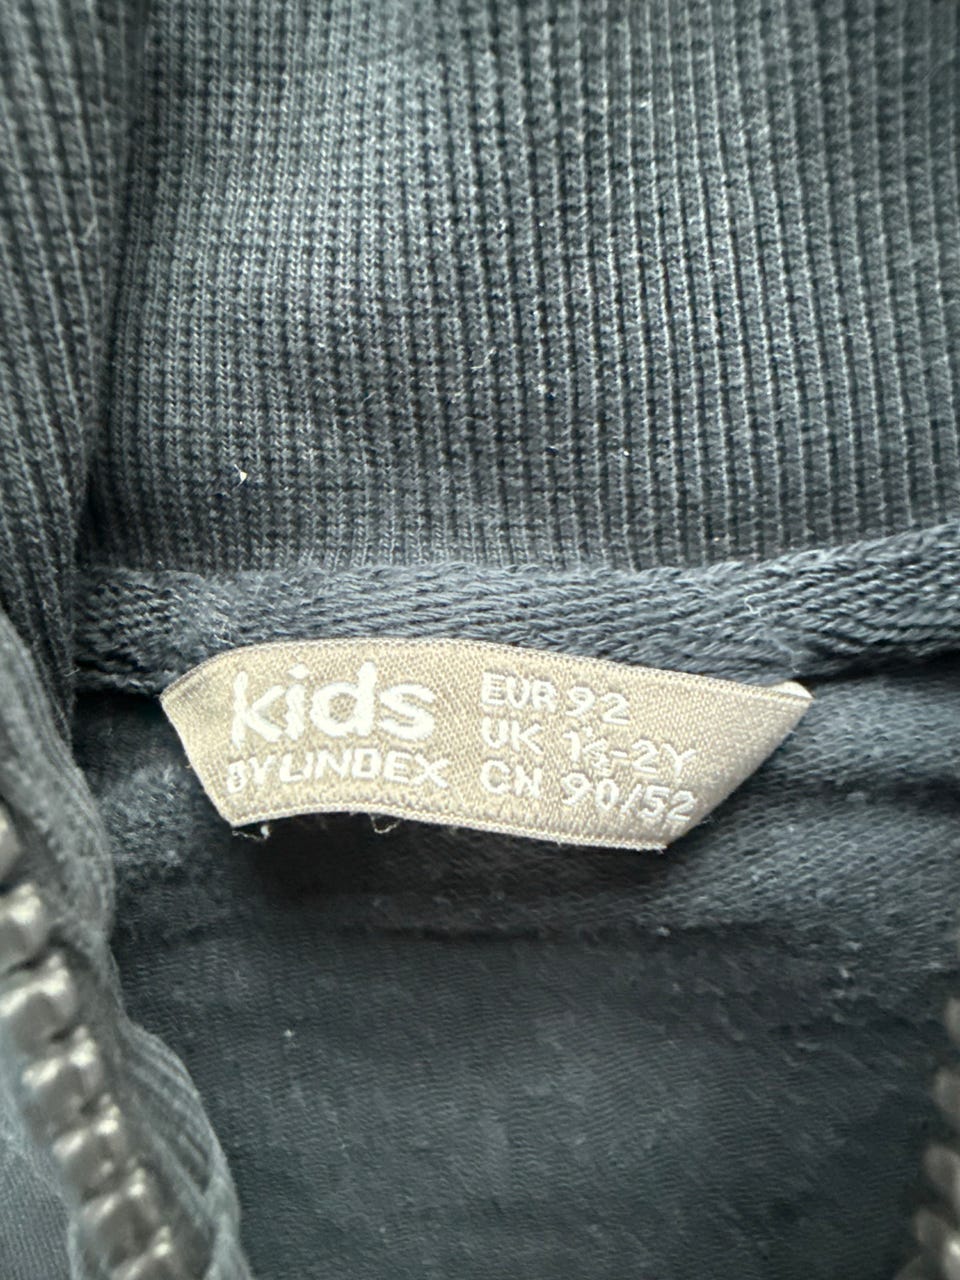 kids
BY LINDEX
EUR 92
UK 1½-2Y
CN 90/52